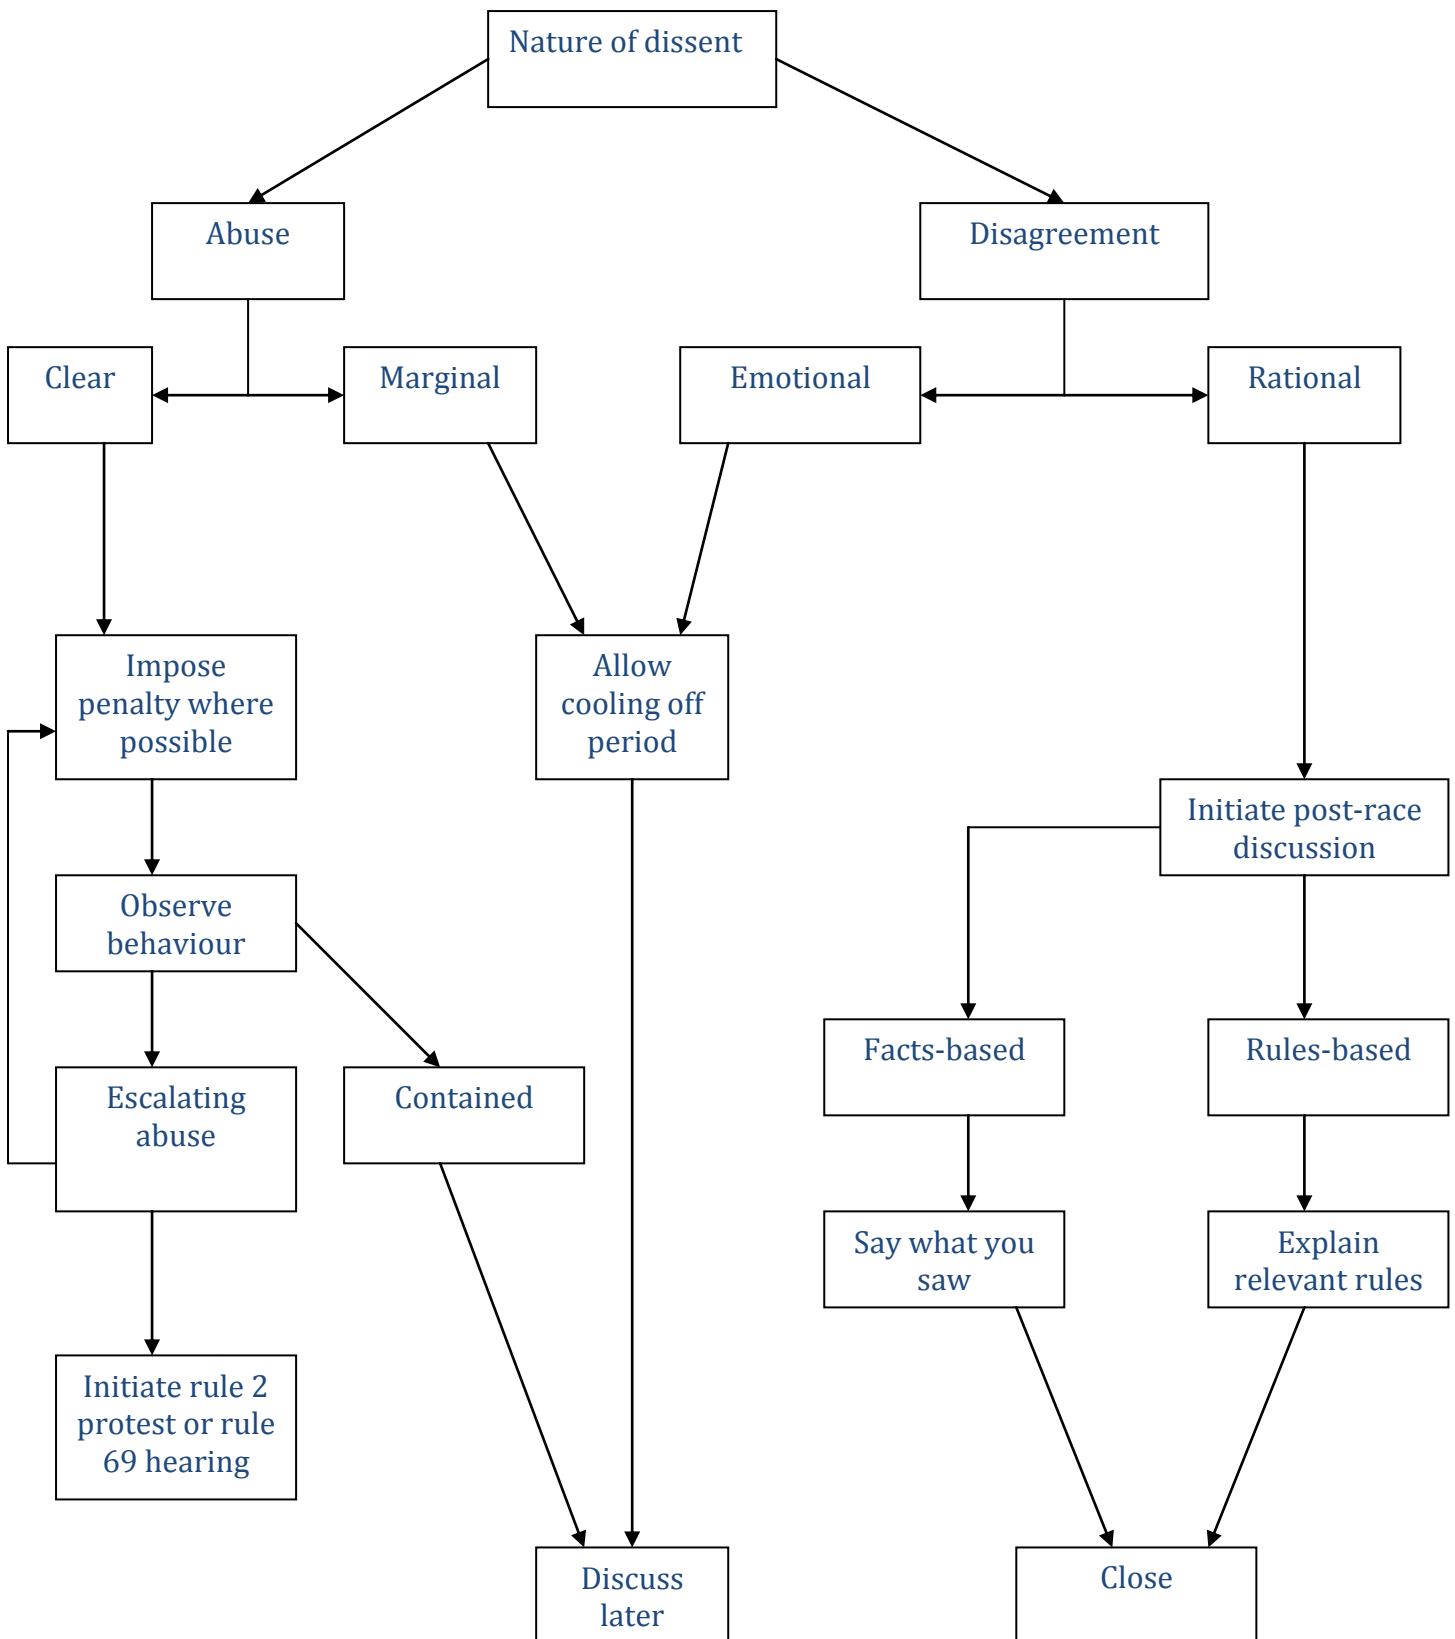 Nature of dissent
Abuse
Disagreement
Clear
Marginal
Emotional
Rational
Impose
penalty where
possible
Allow
cooling off
period
Initiate post-race
discussion
Observe
behaviour
Facts-based
Rules-based
Escalating
abuse
Contained
Say what you
saw
Explain
relevant rules
Initiate rule 2
protest or rule
69 hearing
Discuss
later
Close